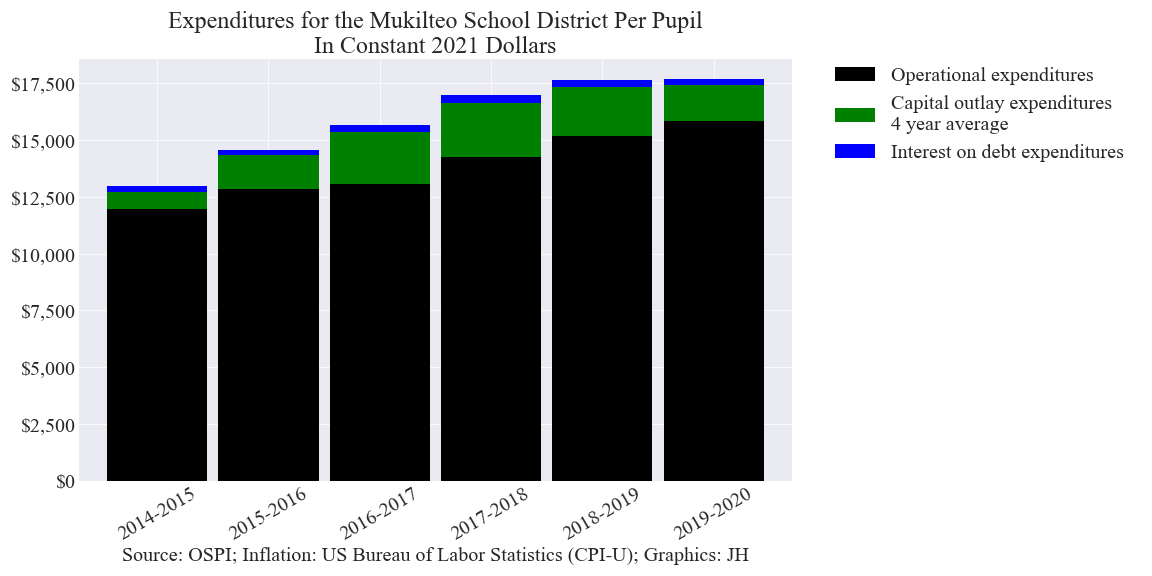 Expenditures for the Mukilteo School District Per Pupil
In Constant 2021 Dollars
$17,500
$15,000
$12,500
$10,000
$7,500
$5,000
$2,500
$0
Operational expenditures
Capital outlay expenditures
4 year average
Interest on debt expenditures
2014-2015
2015-2016
2016-2017
2017-2018
2018-2019
2019-2020
Source: OSPI; Inflation: US Bureau of Labor Statistics (CPI-U); Graphics: JH